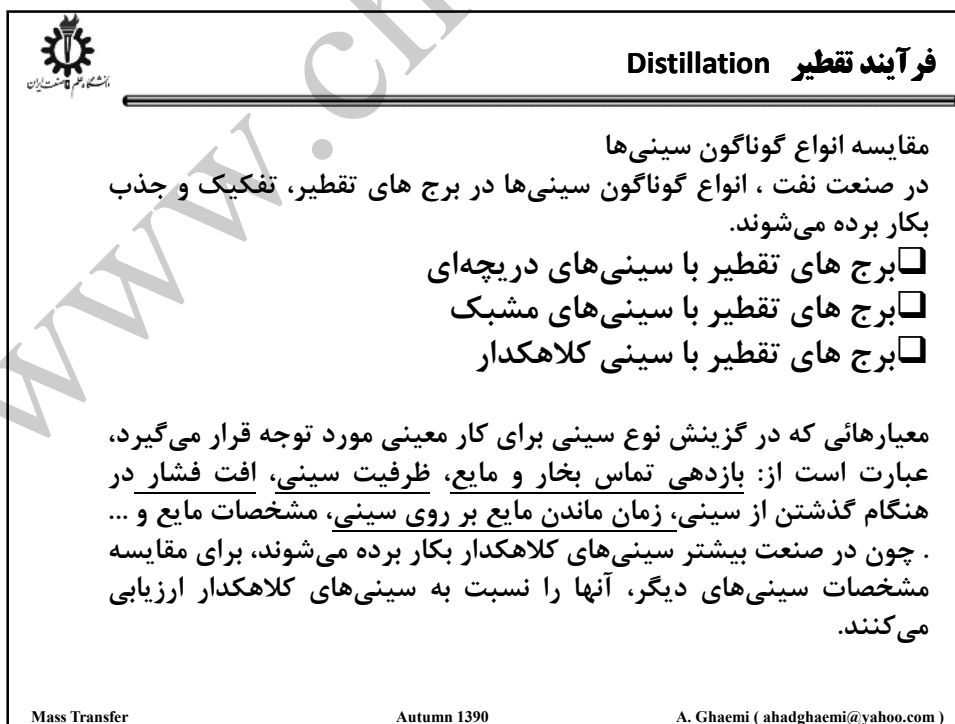 دانشگاه علم و صنعت ایران
فرآیند تقطیر Distillation
مقایسه انواع گوناگون سینی‌ها
در صنعت نفت ، انواع گوناگون سینی‌ها در برج های تقطیر، تفکیک و جذب
بکار برده می‌شوند.
❑برج های تقطیر با سینی‌های دریچه‌ای
❑برج های تقطیر با سینی‌های مشبک
❑برج های تقطیر با سینی کلاهکدار
معیارهائی که در گزینش نوع سینی برای کار معینی مورد توجه قرار می‌گیرد،
عبارت است از: بازدهی تماس بخار و مایع، ظرفیت سینی، افت فشار در
هنگام گذشتن از سینی، زمان ماندن مایع بر روی سینی، مشخصات مایع و ...
. چون در صنعت بیشتر سینی‌های کلاهکدار بکار برده می‌شوند، برای مقایسه
مشخصات سینی‌های دیگر، آنها را نسبت به سینی‌های کلاهکدار ارزیابی
می‌کنند.
www.ch
Mass Transfer Autumn 1390 A. Ghaemi ( ahadghaemi@yahoo.com )